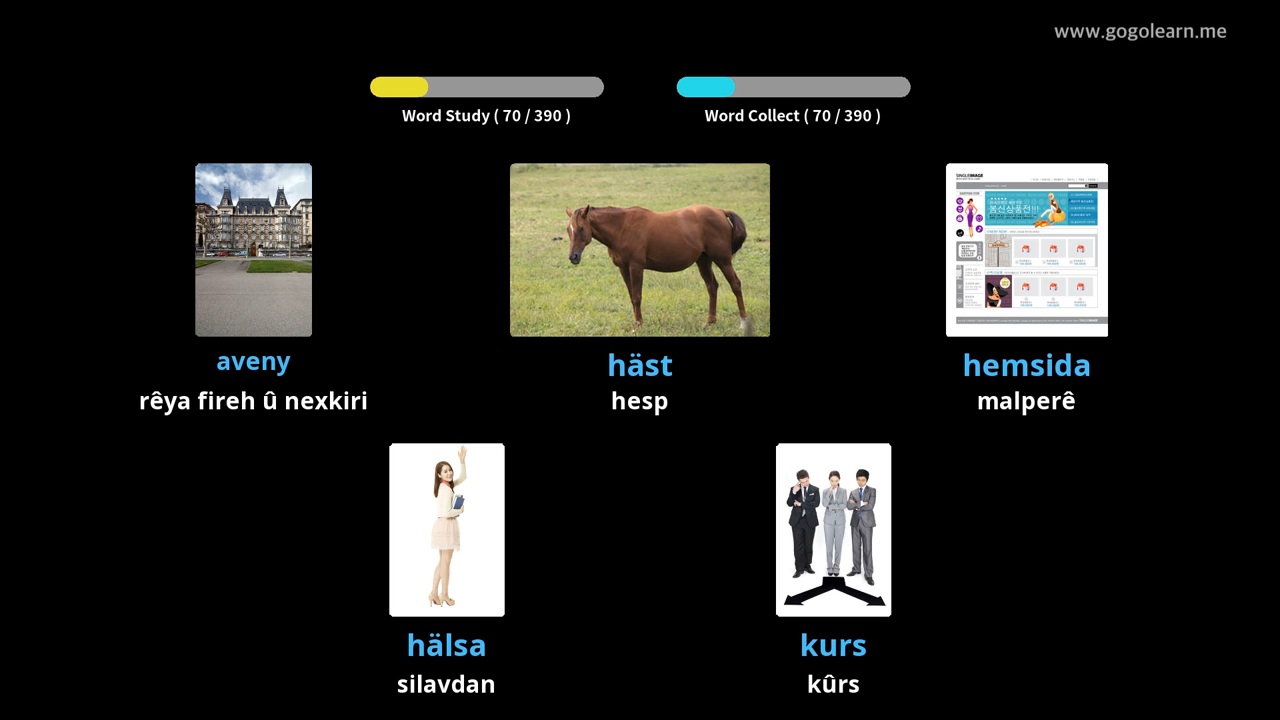 www.gogolearn.me
Word Study ( 70 / 390 )
Word Collect ( 70 / 390 )
aveny
rêya fireh û nexkiri
häst
hesp
hemsida
malperê
hälsa
silavdan
kurs
kûrs